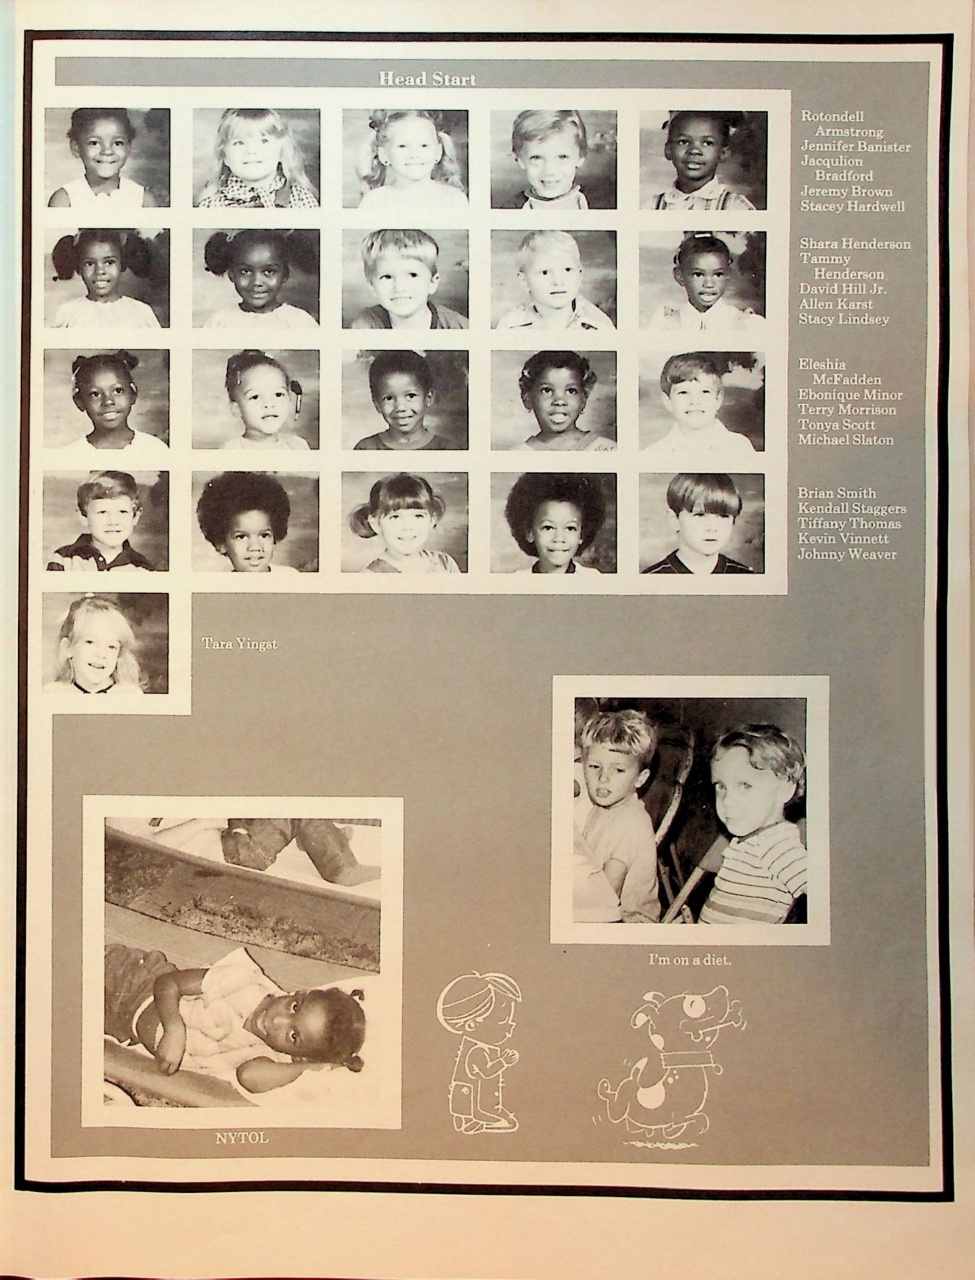 Head Start
Rotondell
Armstrong
Jennifer Banister
Jacqulion
Bradford
Jeremy Brown
Stacey Hardwell
Shara Henderson
Tammy
Henderson
David Hill Jr.
Allen Karst
Stacy Lindsey
Eleshia
McFadden
Ebonique Minor
Terry Morrison
Tonya Scott
Michael Slaton
Brian Smith
Kendall Staggers
Tiffany Thomas
Kevin Vinnett
Johnny Weaver
Tara Yingst
I'm on a diet.
NYTOL